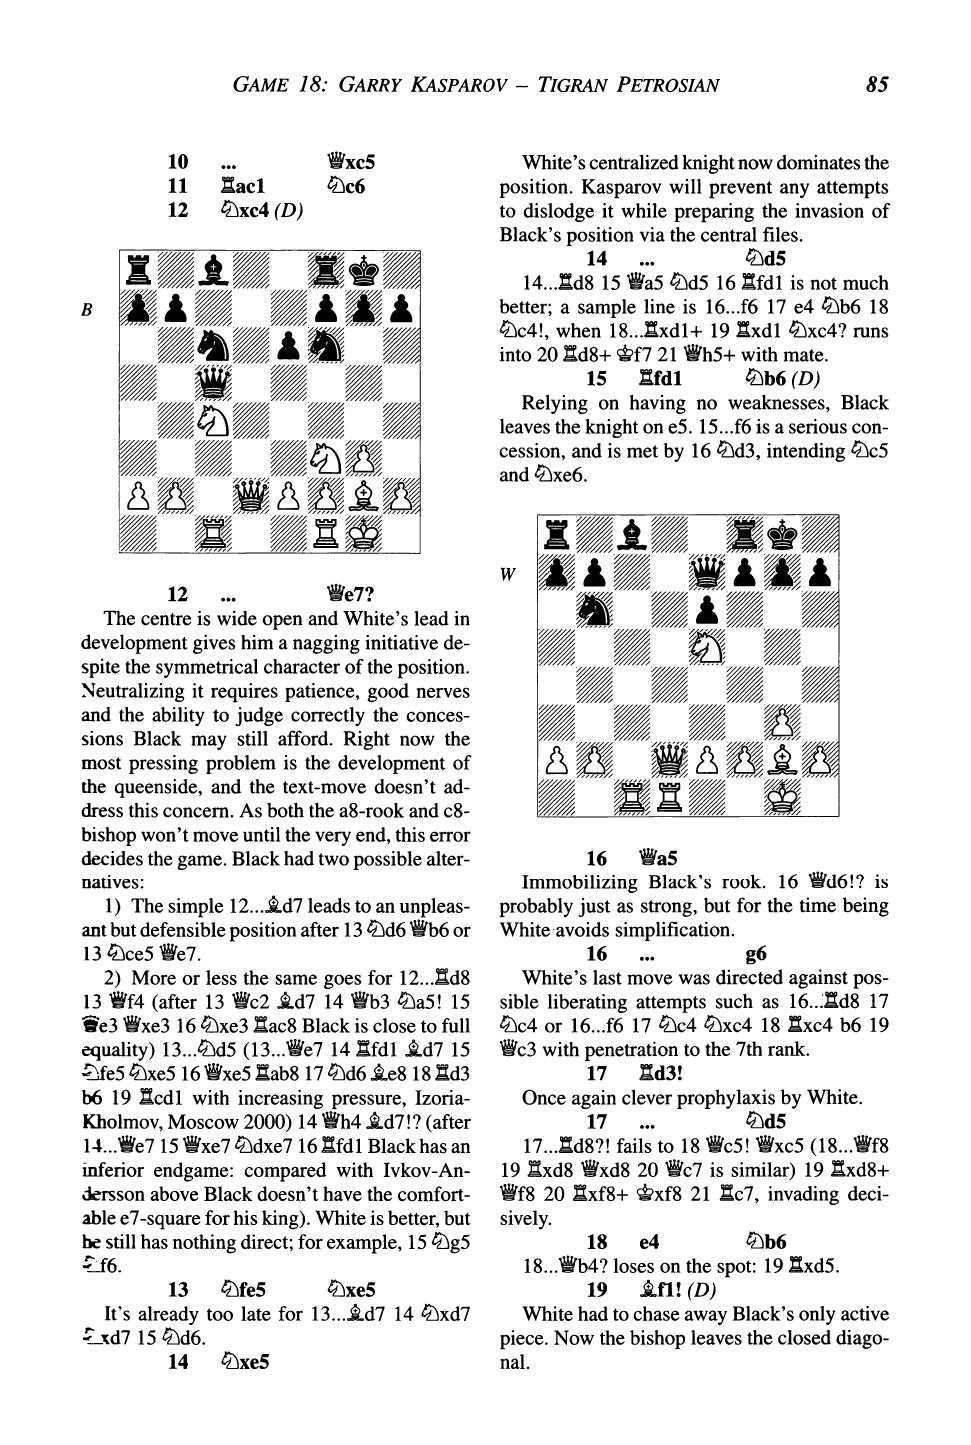 GAME 18: GARRY KASPAROV – TIGRAN PETROSIAN 85
10 ... ♕xc5
11 ♖ac1 ♘c6
12 ♘xc4 (D)
B
12 ... ♕e7?
The centre is wide open and White's lead in
development gives him a nagging initiative de-
spite the symmetrical character of the position.
Neutralizing it requires patience, good nerves
and the ability to judge correctly the conces-
sions Black may still afford. Right now the
most pressing problem is the development of
the queenside, and the text-move doesn't ad-
dress this concern. As both the a8-rook and c8-
bishop won't move until the very end, this error
decides the game. Black had two possible alter-
natives:
1) The simple 12...♗d7 leads to an unpleas-
ant but defensible position after 13 ♘d6 ♕b6 or
13 ♘ce5 ♕e7.
2) More or less the same goes for 12...♖d8
13 ♕f4 (after 13 ♕c2 ♗d7 14 ♕b3 ♘a5! 15
♕e3 ♕xe3 16 ♘xe3 ♖ac8 Black is close to full
equality) 13...♘d5 (13...♕e7 14 ♖fd1 ♗d7 15
♘fe5 ♘xe5 16 ♕xe5 ♖ab8 17 ♘d6 ♗e8 18 ♖d3
b6 19 ♖cd1 with increasing pressure, Izoria-
Kholmov, Moscow 2000) 14 ♕h4 ♗d7!? (after
14...♕e7 15 ♕xe7 ♘dxe7 16 ♖fd1 Black has an
inferior endgame: compared with Ivkov-An-
dersson above Black doesn't have the comfort-
able e7-square for his king). White is better, but
he still has nothing direct; for example, 15 ♘g5
♘f6.
13 ♘fe5 ♘xe5
It's already too late for 13...♗d7 14 ♘xd7
♘xd7 15 ♘d6.
14 ♘xe5
White's centralized knight now dominates the
position. Kasparov will prevent any attempts
to dislodge it while preparing the invasion of
Black's position via the central files.
14 ... ♘d5
14...♖d8 15 ♕a5 ♘d5 16 ♖fd1 is not much
better; a sample line is 16...f6 17 e4 ♘b6 18
♘c4!, when 18...♖xd1+ 19 ♖xd1 ♘xc4? runs
into 20 ♖d8+ ♔f7 21 ♕h5+ with mate.
15 ♖fd1 ♘b6 (D)
Relying on having no weaknesses, Black
leaves the knight on e5. 15...f6 is a serious con-
cession, and is met by 16 ♘d3, intending ♘c5
and ♘xe6.
W
16 ♕a5
Immobilizing Black's rook. 16 ♕d6!? is
probably just as strong, but for the time being
White avoids simplification.
16 ... g6
White's last move was directed against pos-
sible liberating attempts such as 16...♖d8 17
♘c4 or 16...f6 17 ♘c4 ♘xc4 18 ♖xc4 b6 19
♕c3 with penetration to the 7th rank.
17 ♖d3!
Once again clever prophylaxis by White.
17 ... ♘d5
17...♖d8?! fails to 18 ♕c5! ♕xc5 (18...♕f8
19 ♖xd8 ♕xd8 20 ♕c7 is similar) 19 ♖xd8+
♕f8 20 ♖xf8+ ♔xf8 21 ♖c7, invading deci-
sively.
18 e4 ♘b6
18...♕b4? loses on the spot: 19 ♖xd5.
19 ♗f1! (D)
White had to chase away Black's only active
piece. Now the bishop leaves the closed diago-
nal.